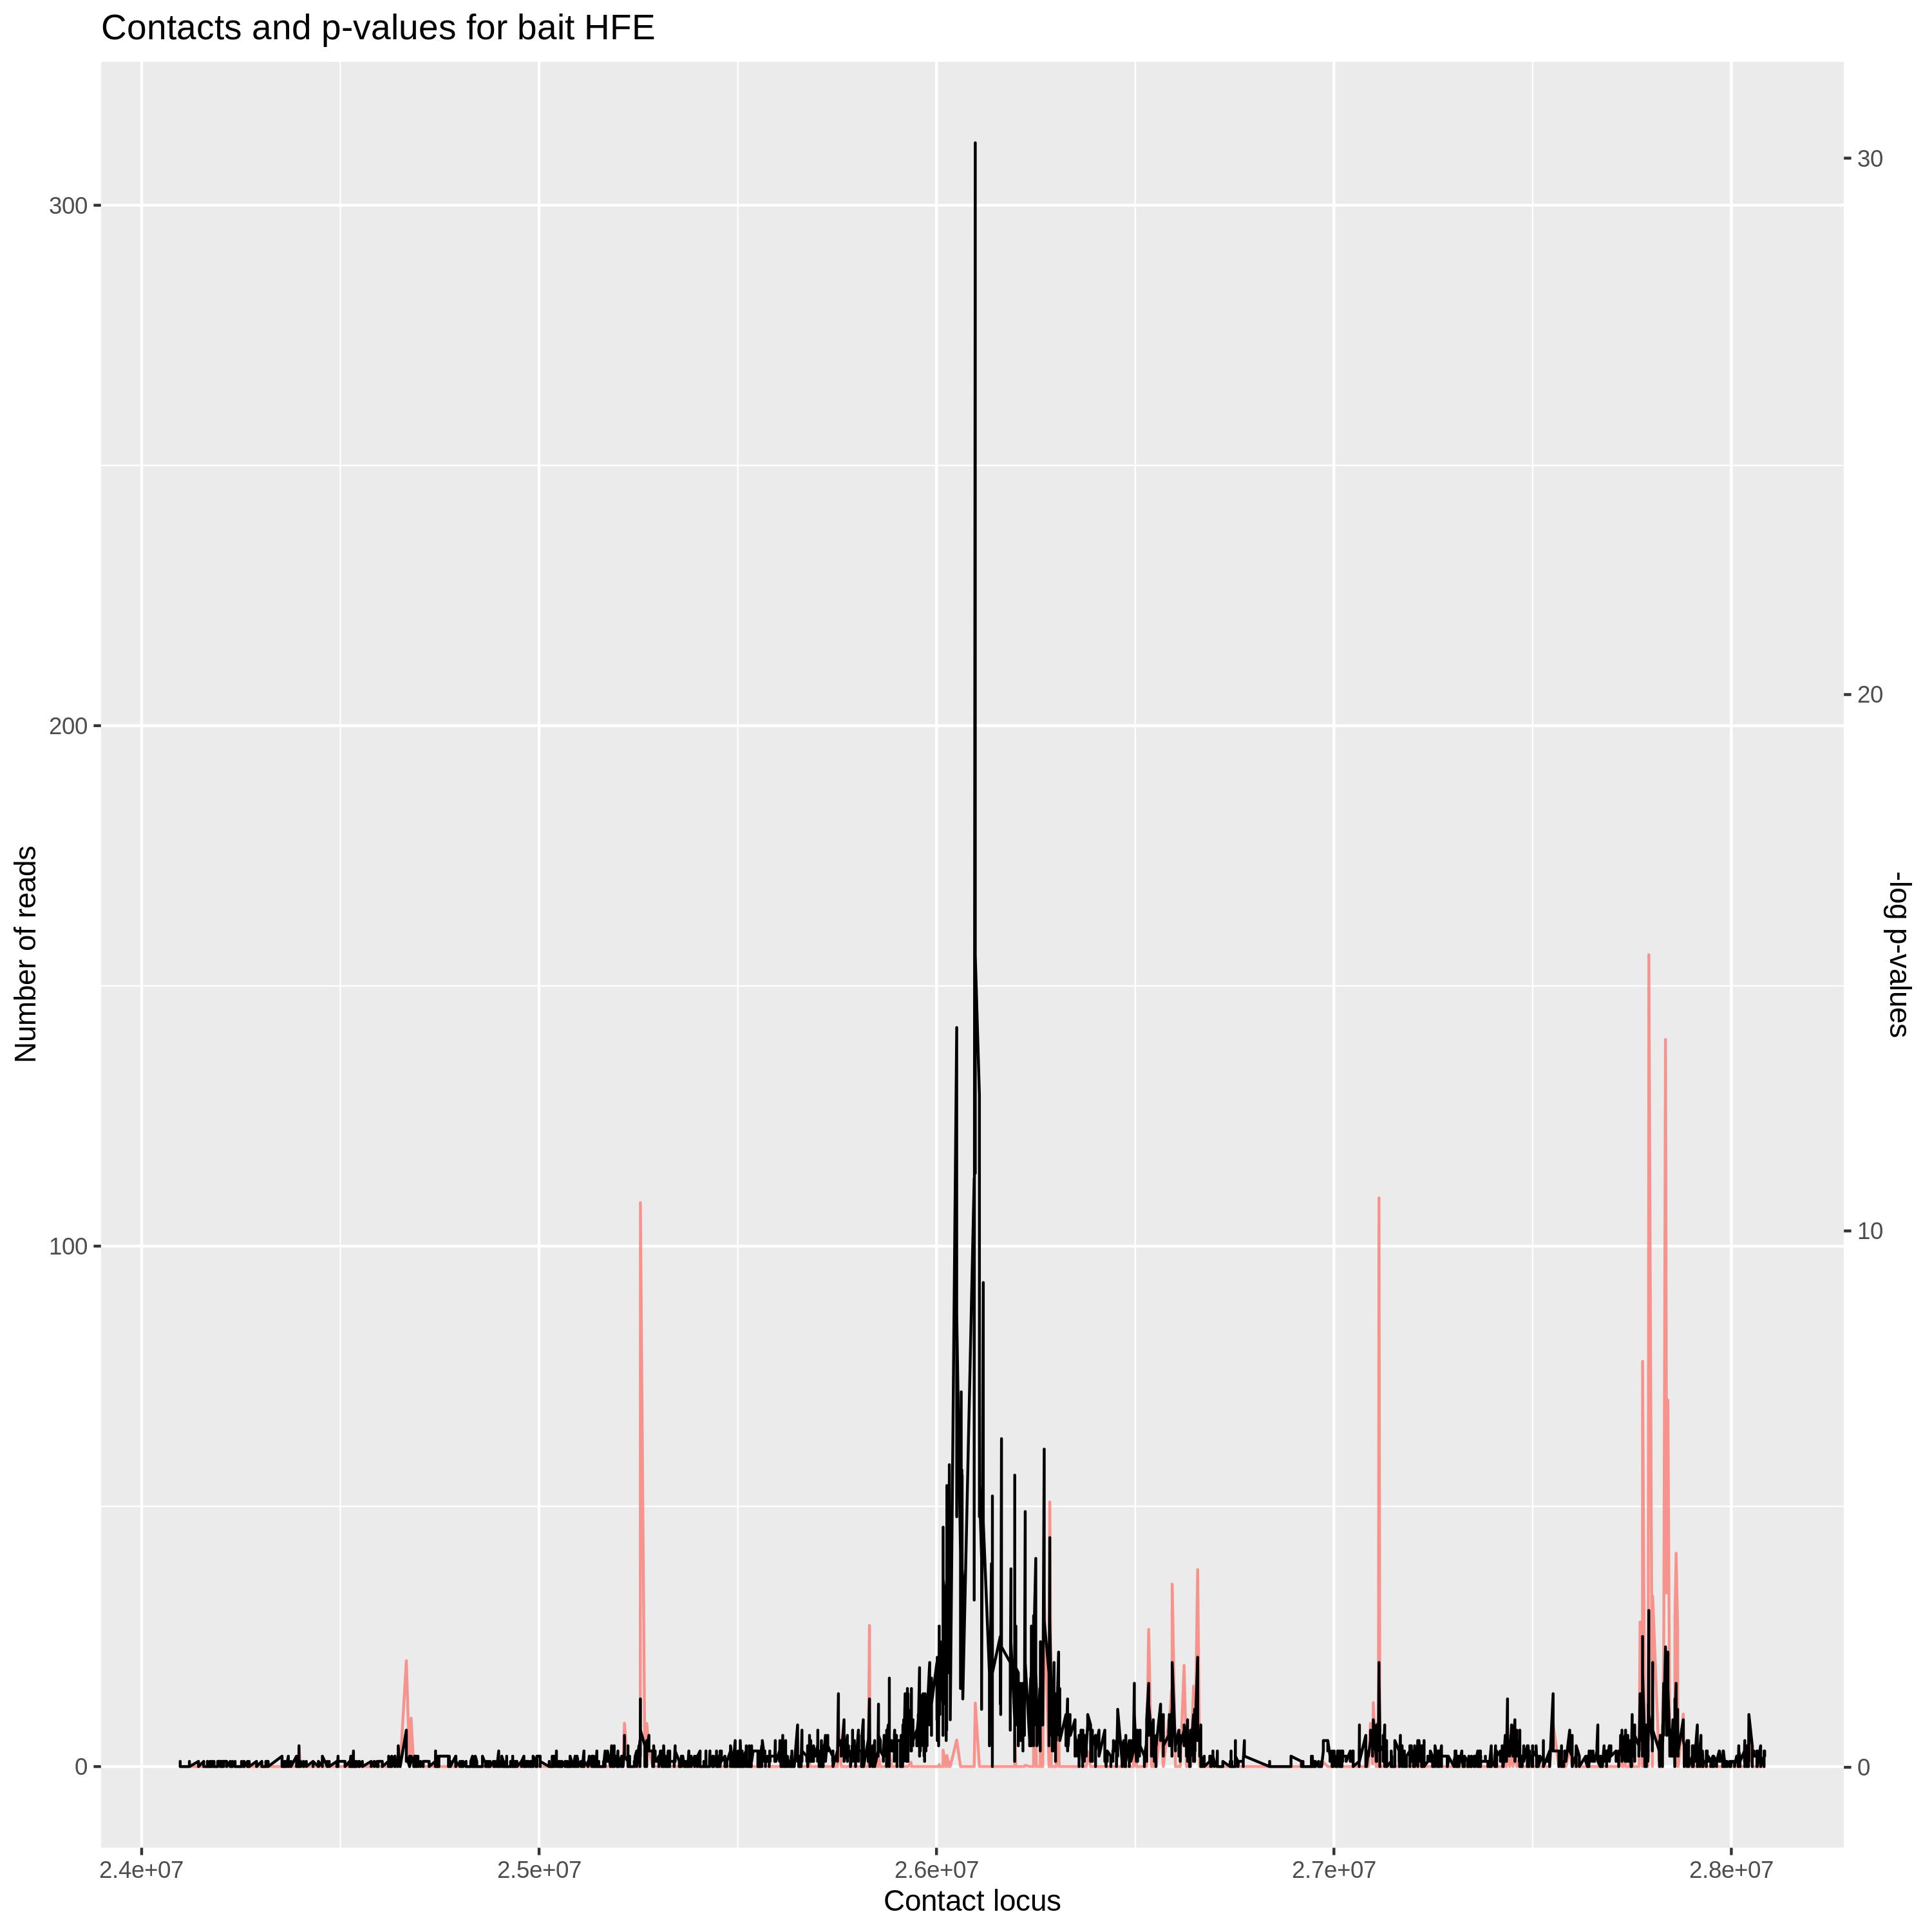 Contacts and p-values for bait HFE
300
200
100
0
Number of reads
30
20
10
0
-log p-values
2.4e+07
2.5e+07
2.6e+07
2.7e+07
2.8e+07
Contact locus